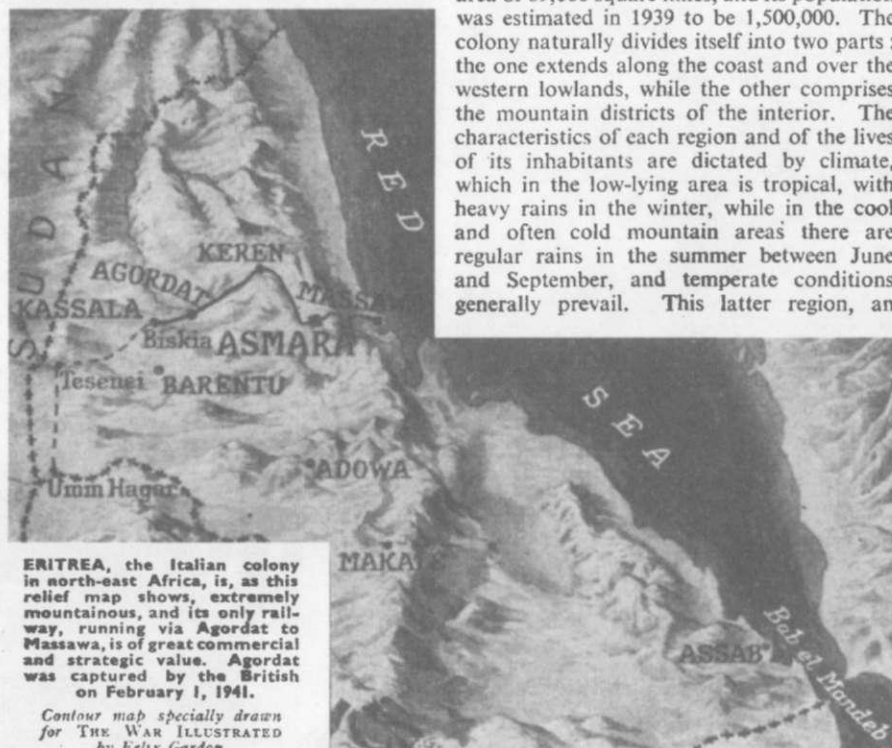 was estimated in 1939 to be 1,500,000. The
colony naturally divides itself into two parts :
the one extends along the coast and over the
western lowlands, while the other comprises
the mountain districts of the interior. The
characteristics of each region and of the lives
of its inhabitants are dictated by climate,
which in the low-lying area is tropical, with
heavy rains in the winter, while in the cool
and often cold mountain areas there are
regular rains in the summer between June
and September, and temperate conditions
generally prevail. This latter region, an
RED
SUDAN
KEREN
AGORDAT
MASSAWA
KASSALA
Biskia ASMARA
Tesenei BARENTU
SEA
ADOWA
Umm Hagar
MAKALE
ASSAB
Bab el Mandeb
ERITREA, the Italian colony
in north-east Africa, is, as this
relief map shows, extremely
mountainous, and its only rail-
way, running via Agordat to
Massawa, is of great commercial
and strategic value. Agordat
was captured by the British
on February 1, 1941.
Contour map specially drawn
for THE WAR ILLUSTRATED
by Felix Gardon